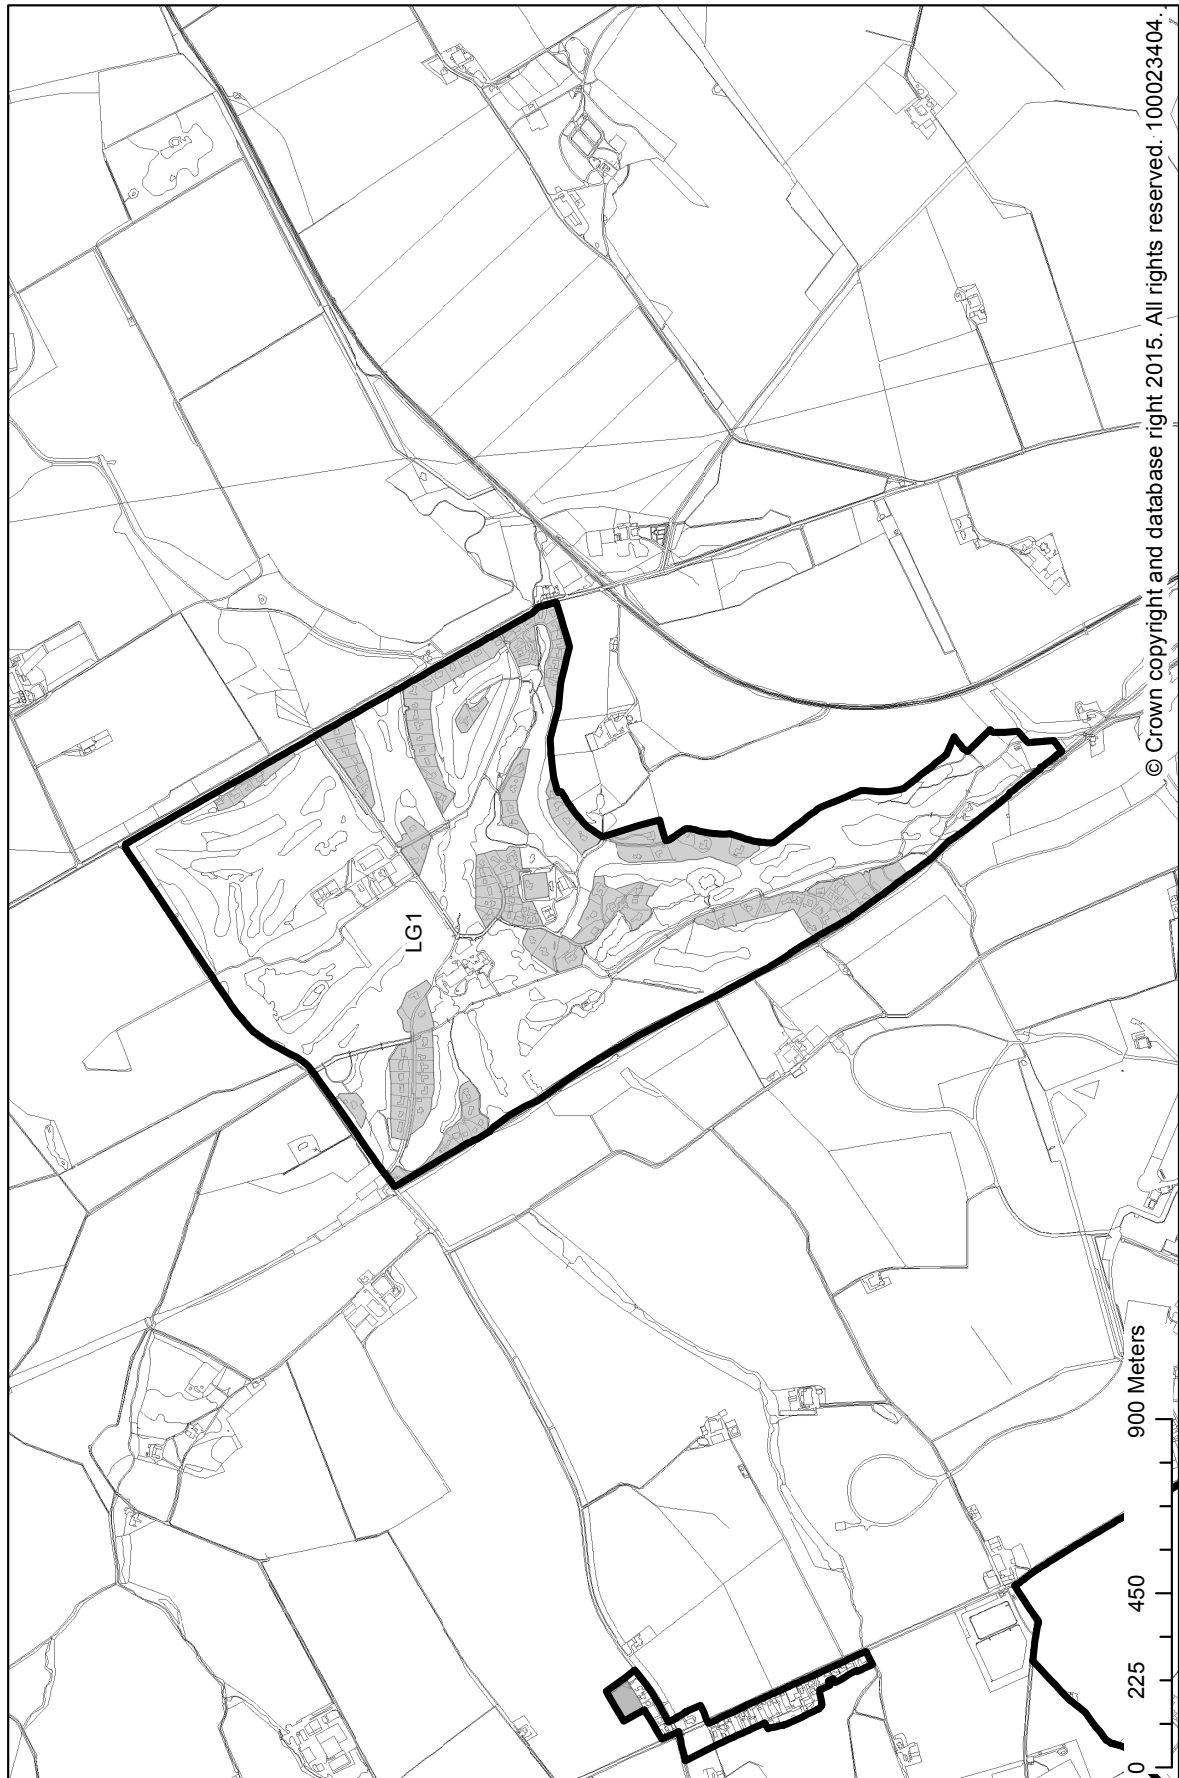 LG1
0 225 450 900 Meters
© Crown copyright and database right 2015. All rights reserved. 100023404.